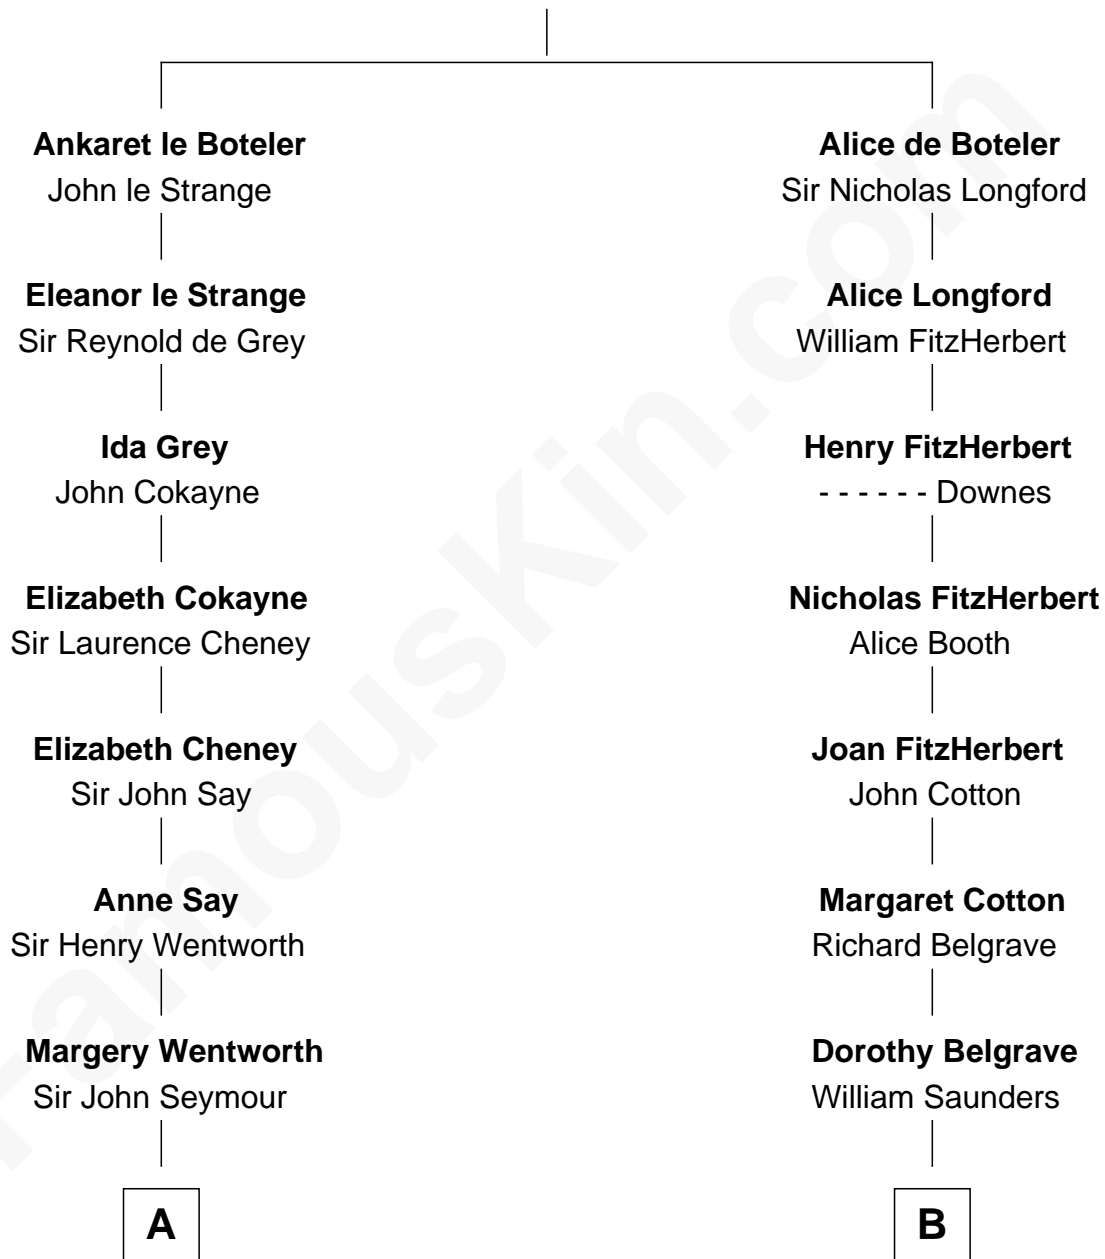 Ankaret le Boteler
John le Strange
Eleanor le Strange
Sir Reynold de Grey
Ida Grey
John Cokayne
Elizabeth Cokayne
Sir Laurence Cheney
Elizabeth Cheney
Sir John Say
Anne Say
Sir Henry Wentworth
Margery Wentworth
Sir John Seymour
A
Alice de Boteler
Sir Nicholas Longford
Alice Longford
William FitzHerbert
Henry FitzHerbert
- - - - - - Downes
Nicholas FitzHerbert
Alice Booth
Joan FitzHerbert
John Cotton
Margaret Cotton
Richard Belgrave
Dorothy Belgrave
William Saunders
B
FamousKin.com